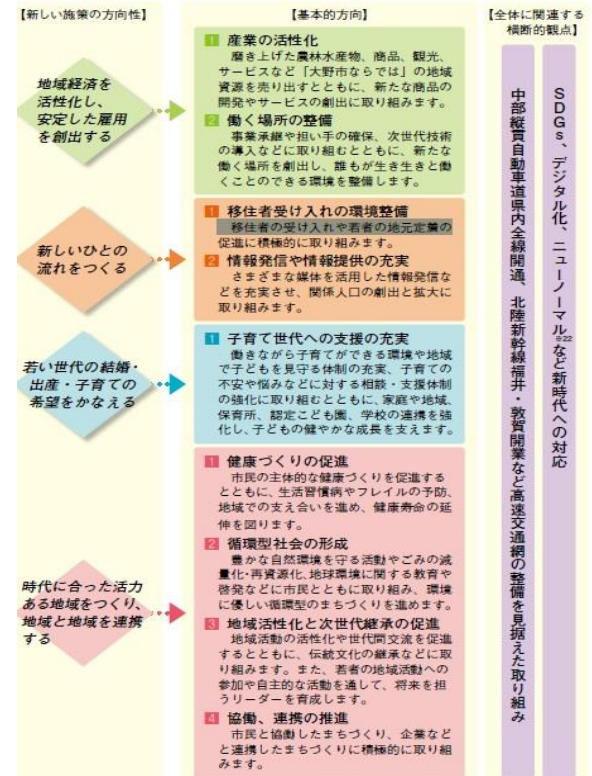 【新しい施策の方向性】
【基本的方向】
【全体に関連する
横断的観点】
地域経済を
活性化し、
安定した雇用
を創出する
1 産業の活性化
磨き上げた農林水産物、商品、観光、
サービスなど「大野市ならでは」の地域
資源を売り出すとともに、新たな商品の
開発やサービスの創出に取り組みます。
2 働く場所の整備
事業承継や担い手の確保、次世代技術
の導入などに取り組むとともに、新たな
働く場所を創出し、誰もが生き生きと働
くことのできる環境を整備します。
新しいひとの
流れをつくる
1 移住者受け入れの環境整備
移住者の受け入れや若者の地元定着の
促進に積極的に取り組みます。
2 情報発信や情報提供の充実
さまざまな媒体を活用した情報発信な
どを充実させ、関係人口の創出と拡大に
取り組みます。
若い世代の結婚・
出産・子育ての
希望をかなえる
1 子育て世代への支援の充実
働きながら子育てができる環境や地域
で子どもを見守る体制の充実、子育ての
不安や悩みなどに対する相談・支援体制
の強化に取り組むとともに、家庭や地域、
保育所、認定こども園、学校の連携を強
化し、子どもの健やかな成長を支えます。
時代に合った活力
ある地域をつくり、
地域と地域を連携
する
1 健康づくりの促進
市民の主体的な健康づくりを促進する
とともに、生活習慣病やフレイルの予防、
地域での支え合いを進め、健康寿命の延
伸を図ります。
2 循環型社会の形成
豊かな自然環境を守る活動やごみの減
量化・再資源化、地球環境に関する教育や
啓発などに市民とともに取り組み、環境
に優しい循環型のまちづくりを進めます。
3 地域活性化と次世代継承の促進
地域活動の活性化や世代間交流を促進
するとともに、伝統文化の継承などに取
り組みます。また、若者の地域活動への
参加や自主的な活動を通して、将来を担
うリーダーを育成します。
4 協働、連携の推進
市民と協働したまちづくり、企業など
と連携したまちづくりに積極的に取り組
みます。
SDGs、デジタル化、ニューノーマル※22など新時代への対応
中部縦貫自動車道県内全線開通、北陸新幹線福井・敦賀開業など高速交通網の整備を見据えた取り組み